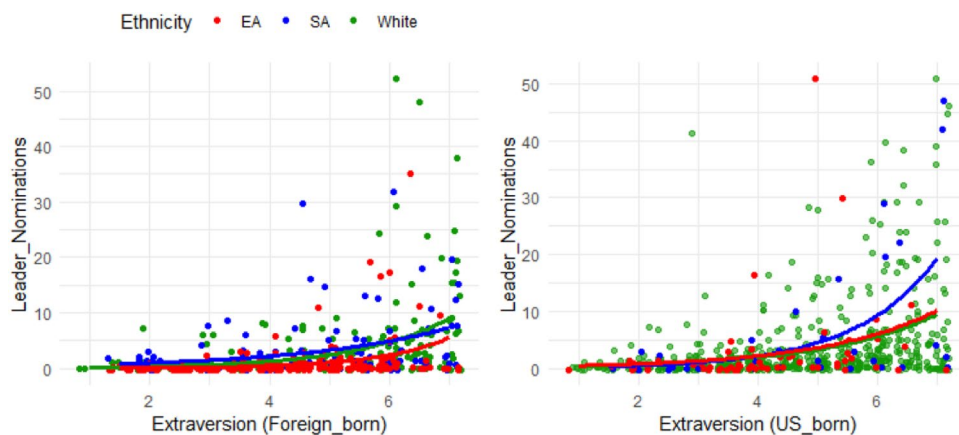 Ethnicity EA SA White
Leader_Nominations
50
40
30
20
10
0
2 4 6
Extraversion (Foreign_born)
Leader_Nominations
50
40
30
20
10
0
2 4 6
Extraversion (US_born)